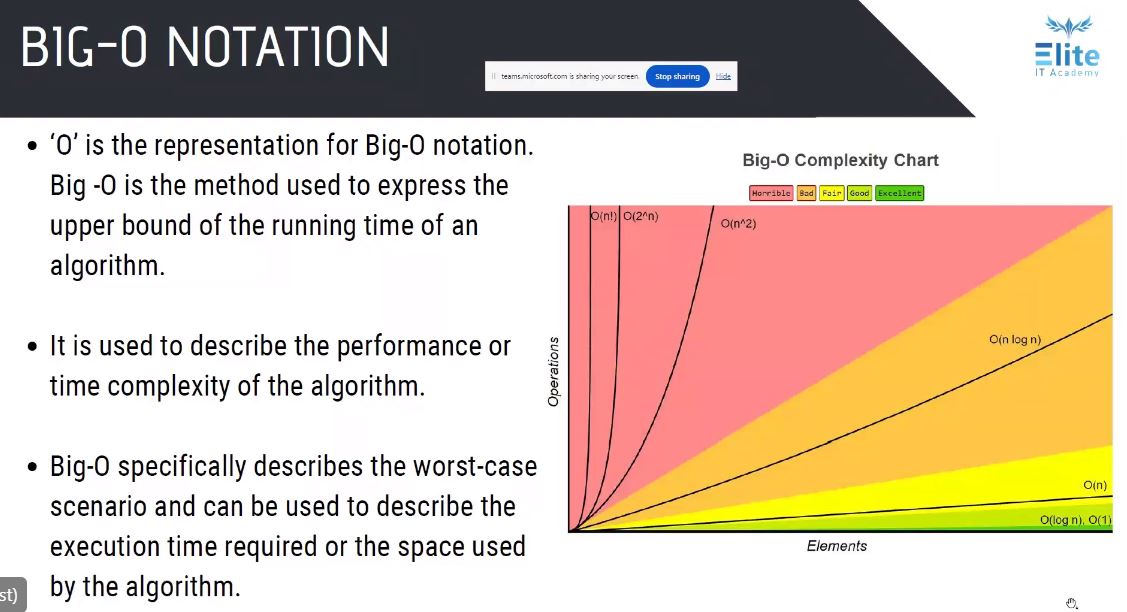 BIG-O NOTATION
teams.microsoft.com is sharing your screen.
Stop sharing
Hide
Elite
IT Academy
• ‘O’ is the representation for Big-O notation.
Big -O is the method used to express the
upper bound of the running time of an
algorithm.
• It is used to describe the performance or
time complexity of the algorithm.
• Big-O specifically describes the worst-case
scenario and can be used to describe the
execution time required or the space used
by the algorithm.
st)
Big-O Complexity Chart
Horrible Bad Fair Good Excellent
O(n!) O(2^n) O(n^2)
O(n log n)
O(n)
O(log n), O(1)
Operations
Elements